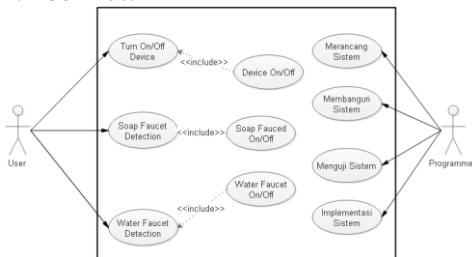 Turn On/Off
Device
<<include>>
Device On/Off
Merancang
Sistem
Membangun
Sistem
Soap Faucet
Detection
<<include>>
Soap Fauced
On/Off
User
Programme
Menguji Sistem
Water Faucet
On/Off
<<include>>
Water Faucet
Detection
Implementasi
Sistem